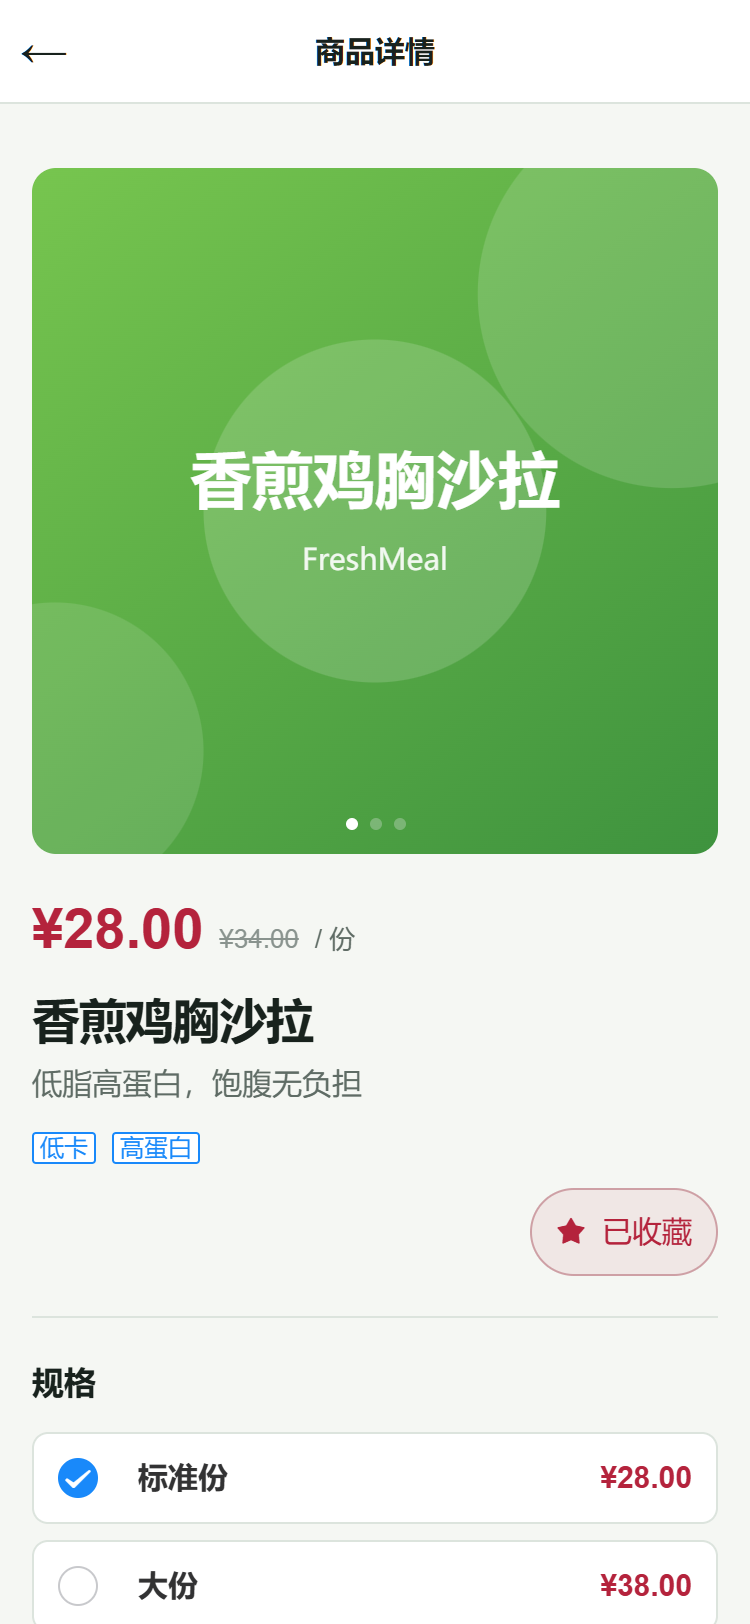 商品详情
香煎鸡胸沙拉
FreshMeal
¥28.00 ¥34.00 / 份
香煎鸡胸沙拉
低脂高蛋白，饱腹无负担
低卡 高蛋白
已收藏
规格
标准份 ¥28.00
大份 ¥38.00